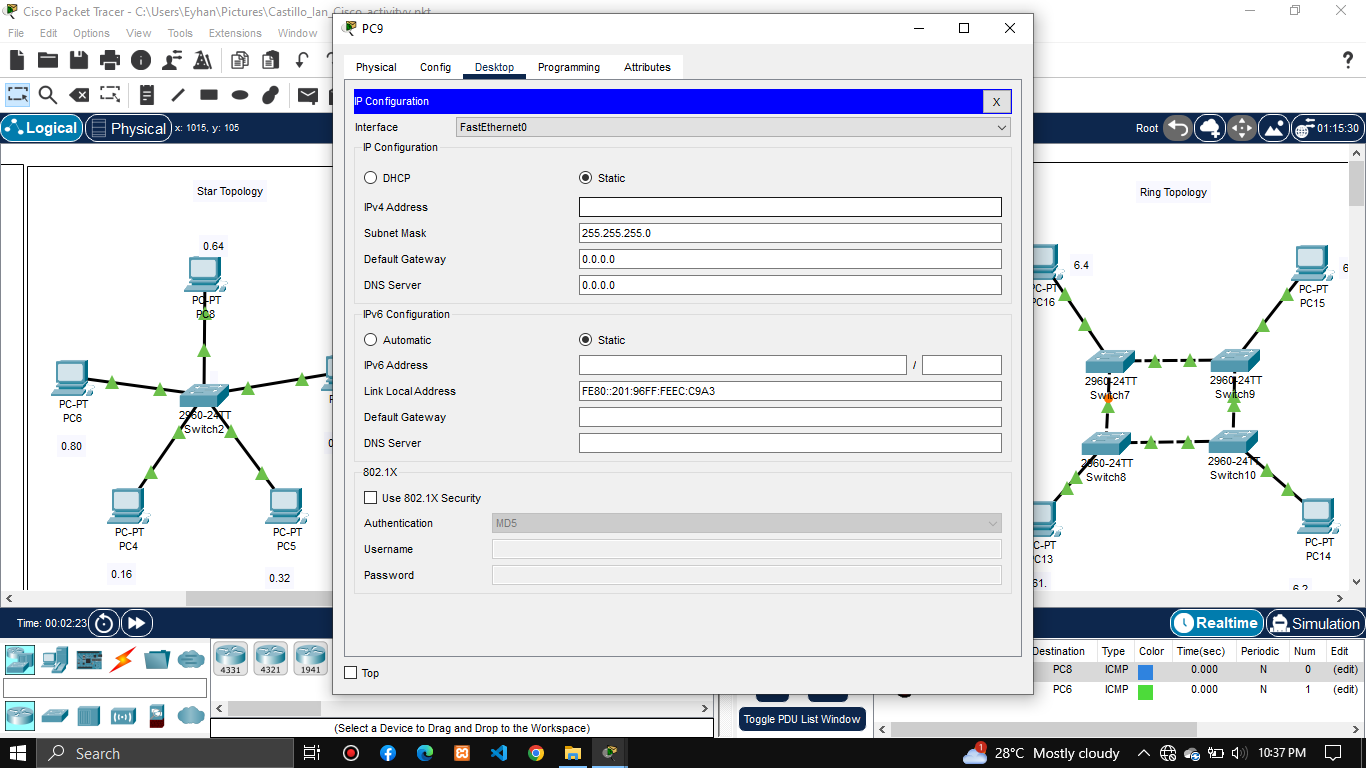 Cisco Packet Tracer - C:\Users\Eyhan\Pictures\Castillo_lan_Cisco_activityy.pkt
PC9
File Edit Options View Tools Extensions Window
Physical Config Desktop Programming Attributes
IP Configuration
X
Interface
FastEthernet0
Logical
Physical
x: 1015, y: 105
Root
01:15:30
IP Configuration
DHCP
Static
IPv4 Address
Subnet Mask
255.255.255.0
Default Gateway
0.0.0.0
DNS Server
0.0.0.0
IPv6 Configuration
Automatic
Static
IPv6 Address
/
Link Local Address
FE80::201:96FF:FEEC:C9A3
Default Gateway
DNS Server
802.1X
Use 802.1X Security
Authentication
MD5
Username
Password
Top
Star Topology
0.64
PC-PT
PC8
PC-PT
PC6
0.80
2960-24TT
Switch2
PC-PT
PC4
0.16
PC-PT
PC5
0.32
Ring Topology
6.4
PC-PT
PC16
PC-PT
PC15
2960-24TT
Switch7
2960-24TT
Switch9
2960-24TT
Switch8
2960-24TT
Switch10
PC-PT
PC13
61.
PC-PT
PC14
6.2
Time: 00:02:23
Realtime
Simulation
4331
4321
1941
(Select a Device to Drag and Drop to the Workspace)
Toggle PDU List Window
Destination Type Color Time(sec) Periodic Num Edit
PC8 ICMP 0.000 N 0 (edit)
PC6 ICMP 0.000 N 1 (edit)
Search
1
28°C Mostly cloudy
10:37 PM